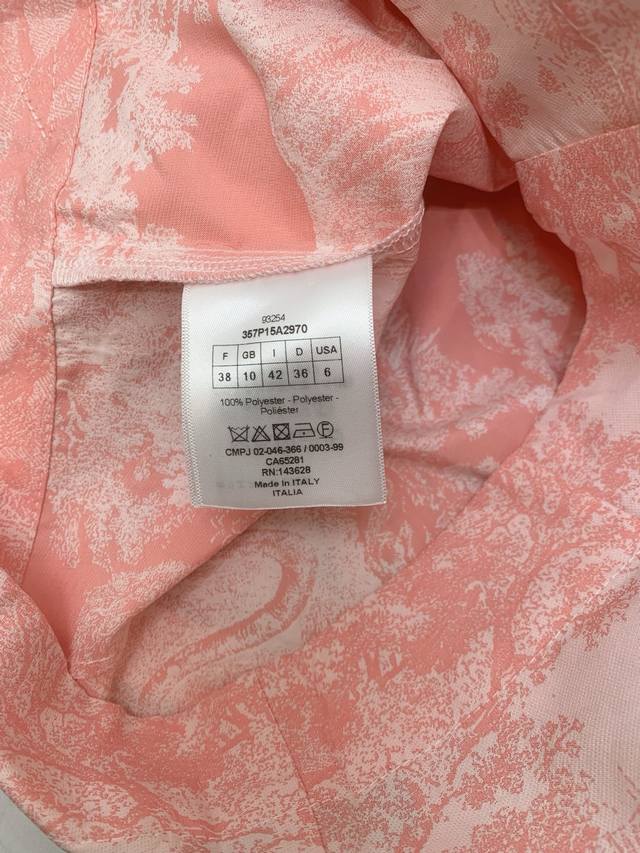 93254
357P15A2970
F GB I D USA
38 10 42 36 6
100% Polyester - Polyester -
Poliéster
CMPJ 02-046-366 / 0003-99
CA65281
RN:143628
Made in ITALY
ITALIA